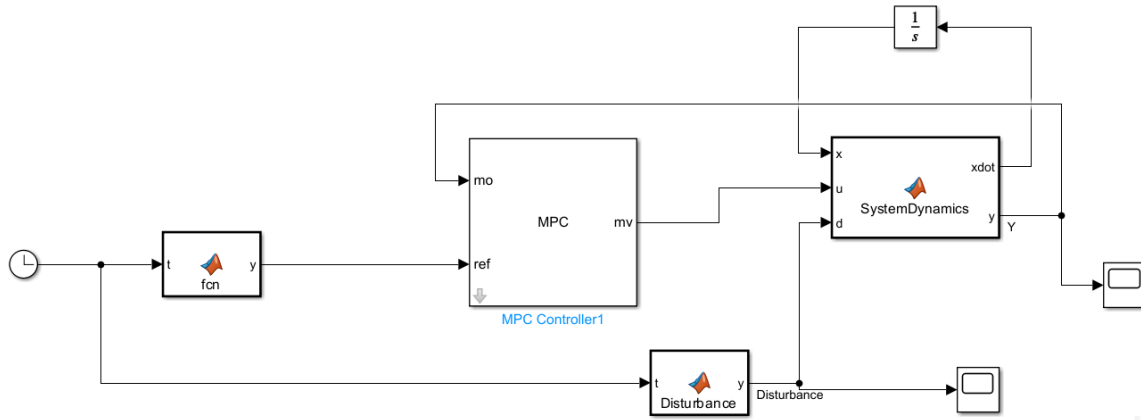 1
s
x
xdot
mo
u
SystemDynamics
MPC
mv
y
d
Y
t
y
ref
fcn
MPC Controller1
t
y
Disturbance
Disturbance